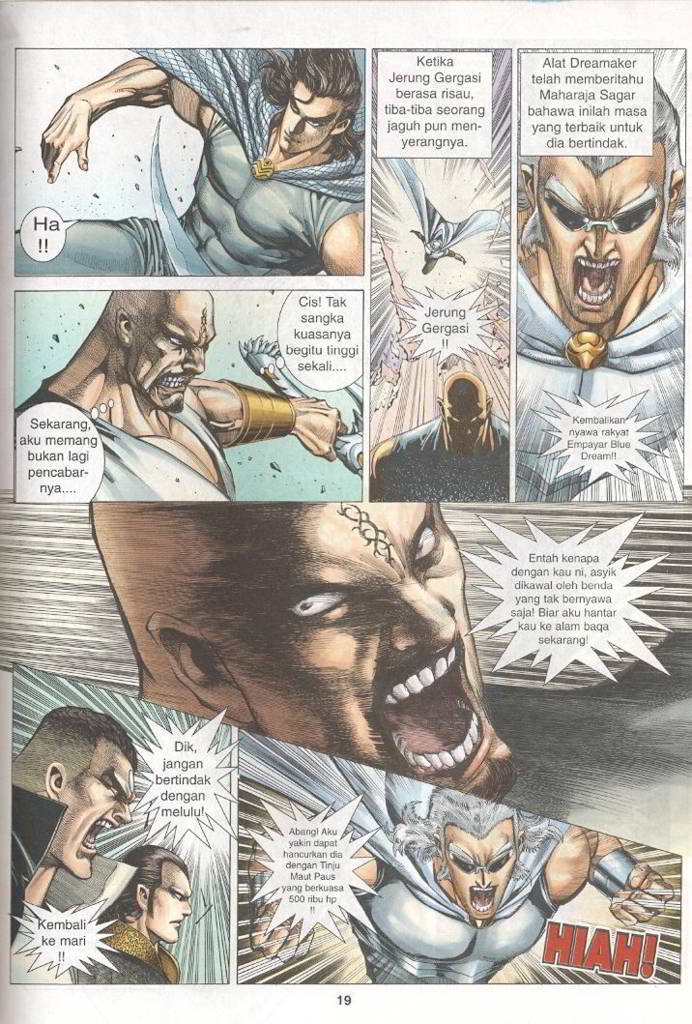 Ha
!!
Ketika
Jerung Gergasi
berasa risau,
tiba-tiba seorang
jaguh pun men-
yerangnya.
Jerung
Gergasi
!!
Alat Dreamaker
telah memberitahu
Maharaja Sagar
bahawa inilah masa
yang terbaik untuk
dia bertindak.
Kembalikan
nyawa rakyat
Empayar Blue
Dream!!
Cis! Tak
sangka
kuasanya
begitu tinggi
sekali....
Sekarang,
aku memang
bukan lagi
pencabar-
nya....
Entah kenapa
dengan kau ni, asyik
dikawal oleh benda
yang tak bernyawa
saja! Biar aku hantar
kau ke alam baqa
sekarang!
Dik,
jangan
bertindak
dengan
melulu!
Kembali
ke mari
!!
Abang! Aku
yakin dapat
hancurkan dia
dengan Tinju
Maut Paus
yang berkuasa
500 ribu hp
!!
HIAH!
19